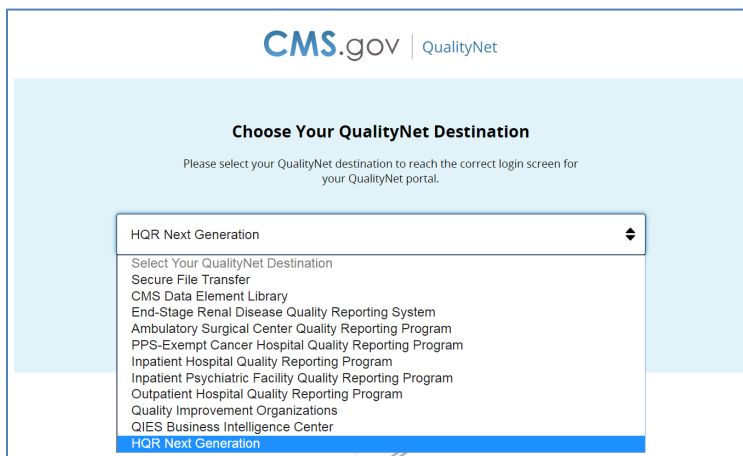 CMS.gov | QualityNet
Choose Your QualityNet Destination
Please select your QualityNet destination to reach the correct login screen for
your QualityNet portal.
HQR Next Generation
Select Your QualityNet Destination
Secure File Transfer
CMS Data Element Library
End-Stage Renal Disease Quality Reporting System
Ambulatory Surgical Center Quality Reporting Program
PPS-Exempt Cancer Hospital Quality Reporting Program
Inpatient Hospital Quality Reporting Program
Inpatient Psychiatric Facility Quality Reporting Program
Outpatient Hospital Quality Reporting Program
Quality Improvement Organizations
QIES Business Intelligence Center
HQR Next Generation